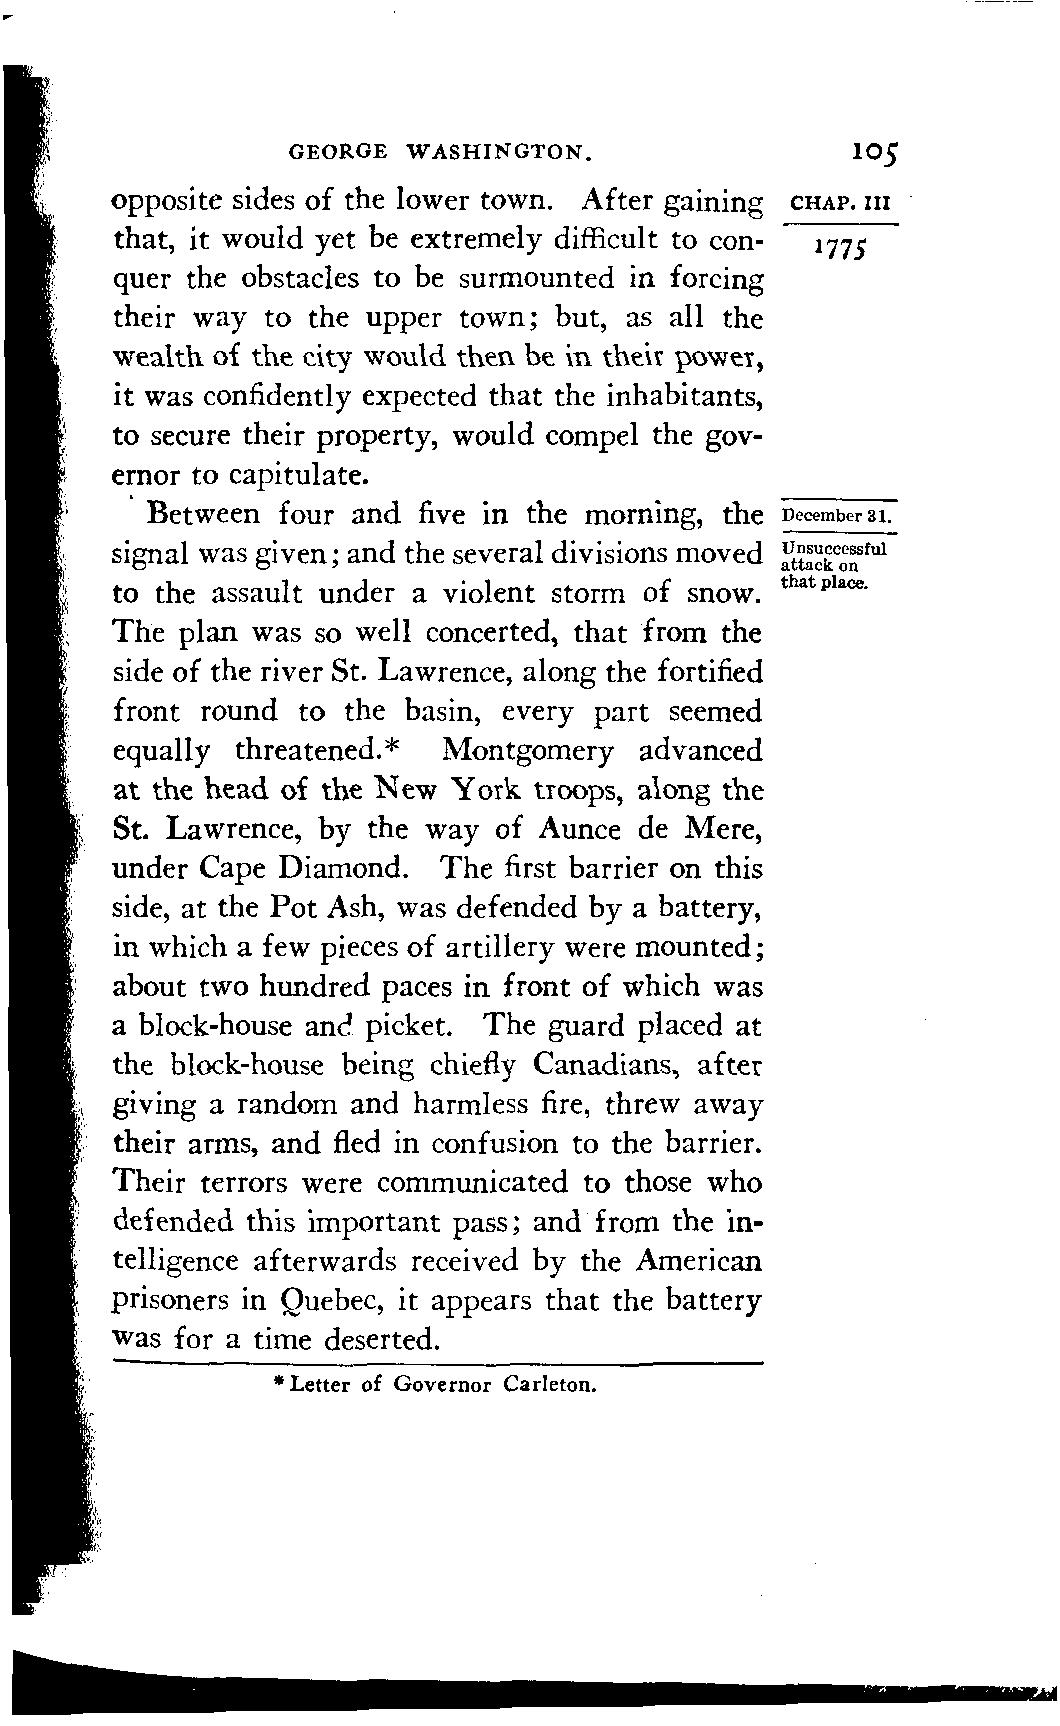 GEORGE WASHINGTON. 105
opposite sides of the lower town. After gaining
CHAP. III
that, it would yet be extremely difficult to con-
1775
quer the obstacles to be surmounted in forcing
their way to the upper town; but, as all the
wealth of the city would then be in their power,
it was confidently expected that the inhabitants,
to secure their property, would compel the gov-
ernor to capitulate.
Between four and five in the morning, the
December 31.
signal was given; and the several divisions moved
Unsuccessful
attack on
that place.
to the assault under a violent storm of snow.
The plan was so well concerted, that from the
side of the river St. Lawrence, along the fortified
front round to the basin, every part seemed
equally threatened.* Montgomery advanced
at the head of the New York troops, along the
St. Lawrence, by the way of Aunce de Mere,
under Cape Diamond. The first barrier on this
side, at the Pot Ash, was defended by a battery,
in which a few pieces of artillery were mounted;
about two hundred paces in front of which was
a block-house and picket. The guard placed at
the block-house being chiefly Canadians, after
giving a random and harmless fire, threw away
their arms, and fled in confusion to the barrier.
Their terrors were communicated to those who
defended this important pass; and from the in-
telligence afterwards received by the American
prisoners in Quebec, it appears that the battery
was for a time deserted.
* Letter of Governor Carleton.